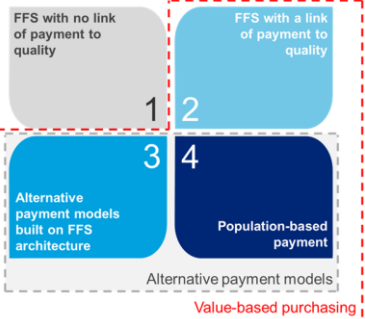 FFS with no link
of payment to
quality
1
FFS with a link
of payment to
quality
2
3
Alternative
payment models
built on FFS
architecture
4
Population-based
payment
Alternative payment models
Value-based purchasing